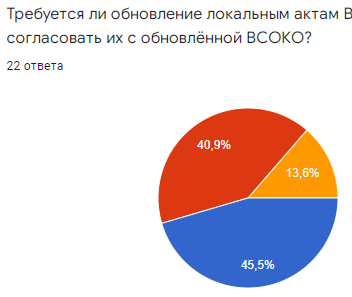 Требуется ли обновление локальным актам В
согласовать их с обновлённой ВСОКО?
22 ответа
40,9%
13,6%
45,5%